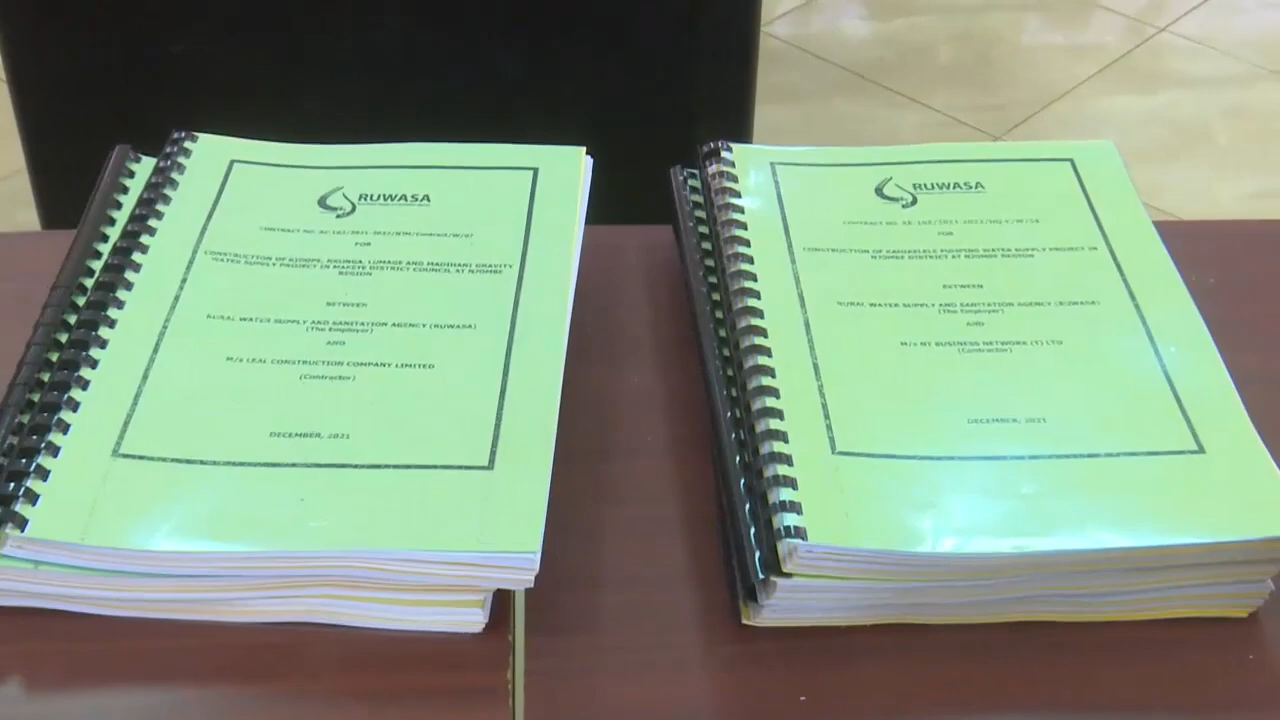 RUWASA
FOR
CONSTRUCTION OF KIDOPE, NKUNGA, LUMAGE AND MADIHANI GRAVITY
WATER SUPPLY PROJECT IN MAKETE DISTRICT COUNCIL AT NJOMBE
REGION
BETWEEN
RURAL WATER SUPPLY AND SANITATION AGENCY (RUWASA)
(The Employer)
AND
M/s LEAL CONSTRUCTION COMPANY LIMITED
(Contractor)
DECEMBER, 2021
RUWASA
CONTRACT NO.
FOR
CONSTRUCTION OF PUMPING WATER SUPPLY PROJECT IN
NJOMBE DISTRICT AT NJOMBE REGION
BETWEEN
RURAL WATER SUPPLY AND SANITATION AGENCY (RUWASA)
(The Employer)
AND
M/s NT BUSINESS NETWORK (T) LTD
(Contractor)
DECEMBER, 2021